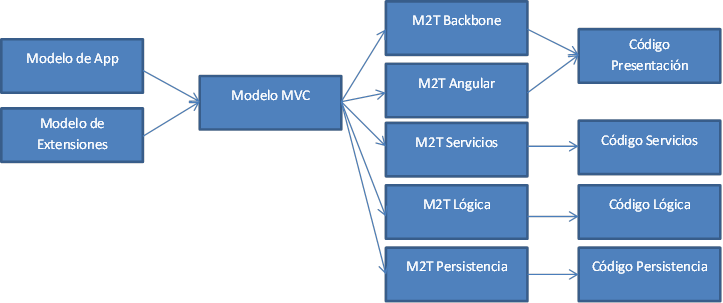 Modelo de App
Modelo de
Extensiones
Modelo MVC
M2T Backbone
M2T Angular
M2T Servicios
M2T Lógica
M2T Persistencia
Código
Presentación
Código Servicios
Código Lógica
Código Persistencia